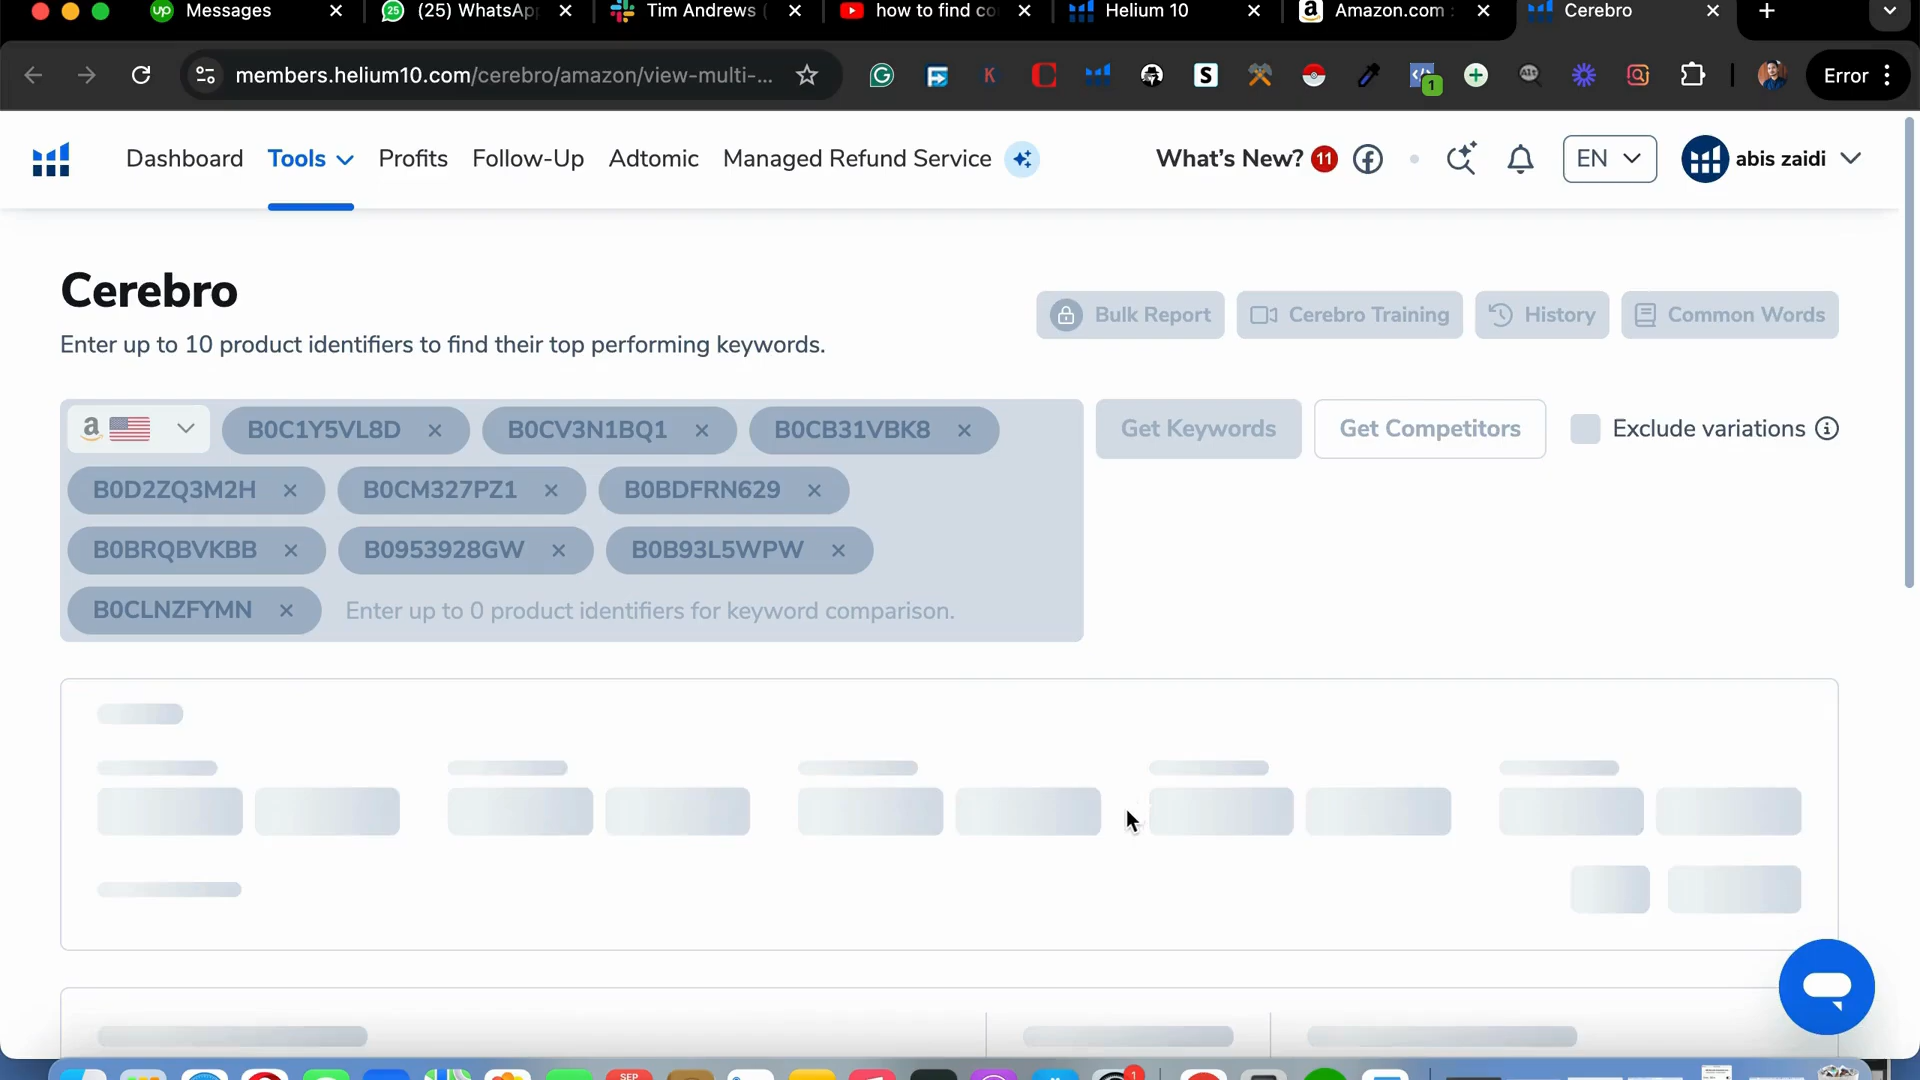 Messages
(25) WhatsAp
Tim Andrews
how to find co
Helium 10
Amazon.com :
Cerebro
members.helium10.com/cerebro/amazon/view-multi-...
Error
Dashboard
Tools
Profits
Follow-Up
Adtomic
Managed Refund Service
What's New? 11
EN
abis zaidi
Cerebro
Enter up to 10 product identifiers to find their top performing keywords.
Bulk Report
Cerebro Training
History
Common Words
B0C1Y5VL8D
B0CV3N1BQ1
B0CB31VBK8
Get Keywords
Get Competitors
Exclude variations
B0D2ZQ3M2H
B0CM327PZ1
B0BDFRN629
B0BRQBVKBB
B0953928GW
B0B93L5WPW
B0CLNZFYMN
Enter up to 0 product identifiers for keyword comparison.
SEP
1